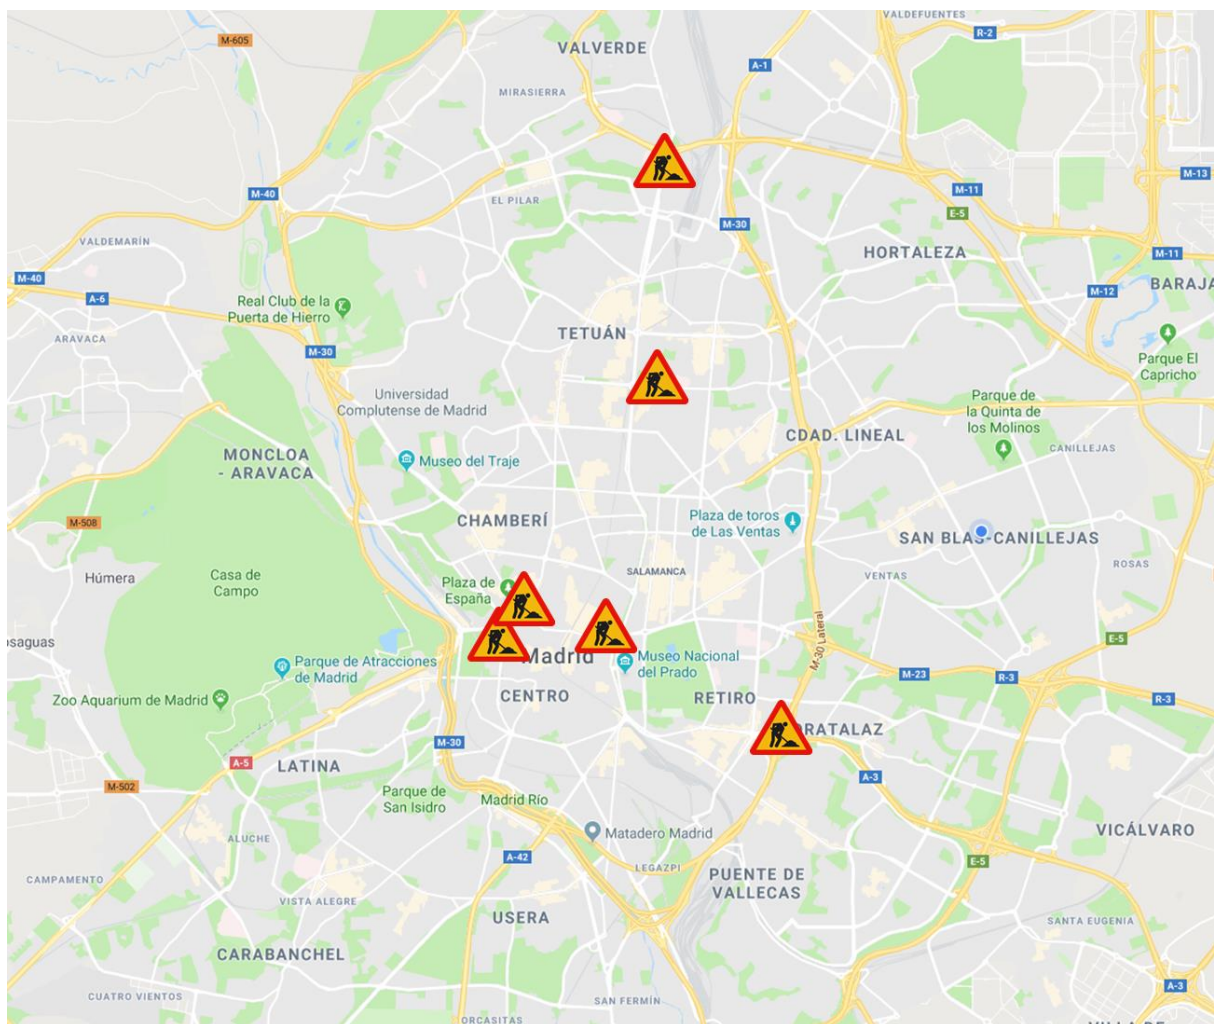 VALDEFUENTES
M-605
R-2
VALVERDE
A-1
MIRASIERRA
M-13
M-40
M-11
EL PILAR
E-5
M-30
VALDEMARÍN
HORTALEZA
M-11
M-40
BARAJA
M-12
A-6
Real Club de la
Puerta de Hierro
TETUÁN
ARAVACA
M-30
Parque El
Capricho
Universidad
Complutense de Madrid
Parque de
la Quinta de
los Molinos
CDAD. LINEAL
CANILLEJAS
MONCLOA
- ARAVACA
Museo del Traje
M-508
CHAMBERÍ
Plaza de toros
de Las Ventas
SAN BLAS-CANILLEJAS
ROSAS
Húmera
Casa de
Campo
Plaza de
España
SALAMANCA
VENTAS
osaguas
M-30 Lateral
E-5
Madrid
Parque de Atracciones
de Madrid
Museo Nacional
del Prado
M-23
R-3
R-3
Zoo Aquarium de Madrid
CENTRO
RETIRO
RATALAZ
M-30
A-5
LATINA
A-3
M-502
Parque de
San Isidro
Madrid Río
Matadero Madrid
VICÁLVARO
ALUCHE
A-42
LEGAZPI
E-5
PUENTE DE
VALLECAS
CAMPAMENTO
VISTA ALEGRE
USERA
SANTA EUGENIA
CARABANCHEL
A-3
CUATRO VIENTOS
SAN FERMÍN
ORCASITAS
VILLA DE